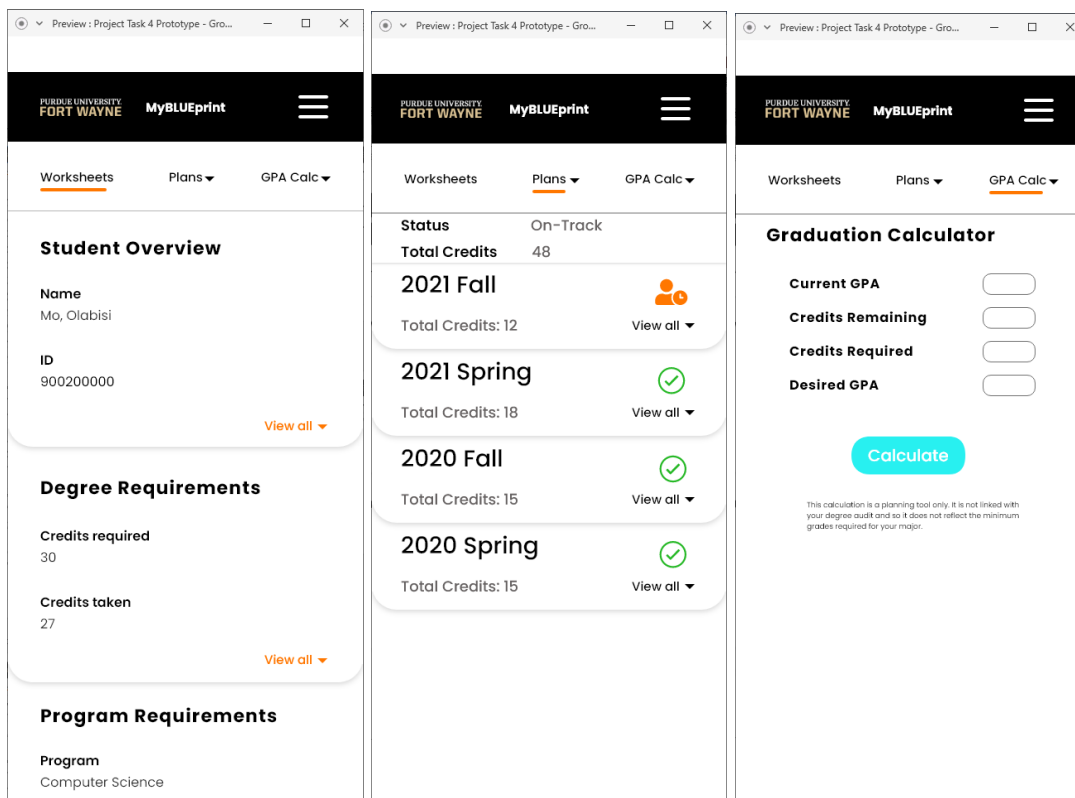 Preview : Project Task 4 Prototype - Gro...
PURDUE UNIVERSITY.
FORT WAYNE
MyBLUEprint
Worksheets Plans GPA Calc
Student Overview
Name
Mo, Olabisi
ID
900200000
View all
Degree Requirements
Credits required
30
Credits taken
27
View all
Program Requirements
Program
Computer Science
Preview : Project Task 4 Prototype - Gro...
PURDUE UNIVERSITY.
FORT WAYNE
MyBLUEprint
Worksheets Plans GPA Calc
Status On-Track
Total Credits 48
2021 Fall
Total Credits: 12 View all
2021 Spring
Total Credits: 18 View all
2020 Fall
Total Credits: 15 View all
2020 Spring
Total Credits: 15 View all
Preview : Project Task 4 Prototype - Gro...
PURDUE UNIVERSITY.
FORT WAYNE
MyBLUEprint
Worksheets Plans GPA Calc
Graduation Calculator
Current GPA
Credits Remaining
Credits Required
Desired GPA
Calculate
This calculation is a planning tool only. It is not linked with
your degree audit and so it does not reflect the minimum
grades required for your major.